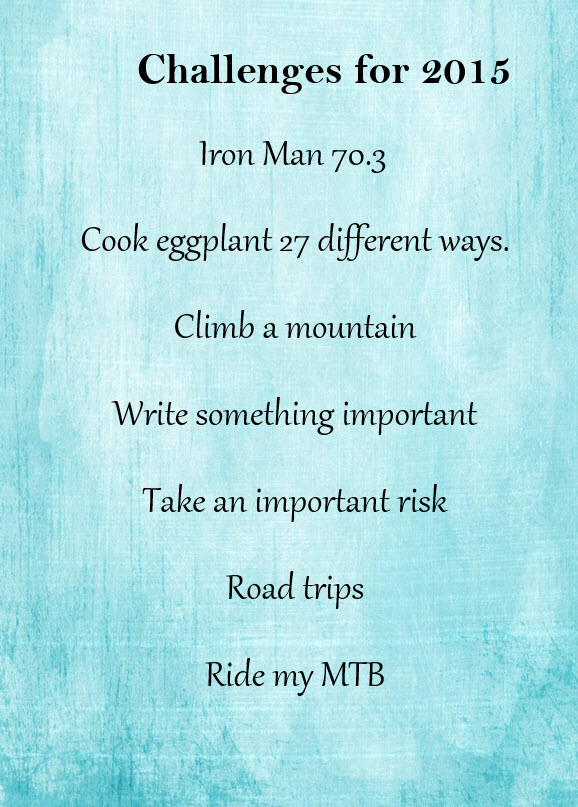 Challenges for 2015
Iron Man 70.3
Cook eggplant 27 different ways.
Climb a mountain
Write something important
Take an important risk
Road trips
Ride my MTB